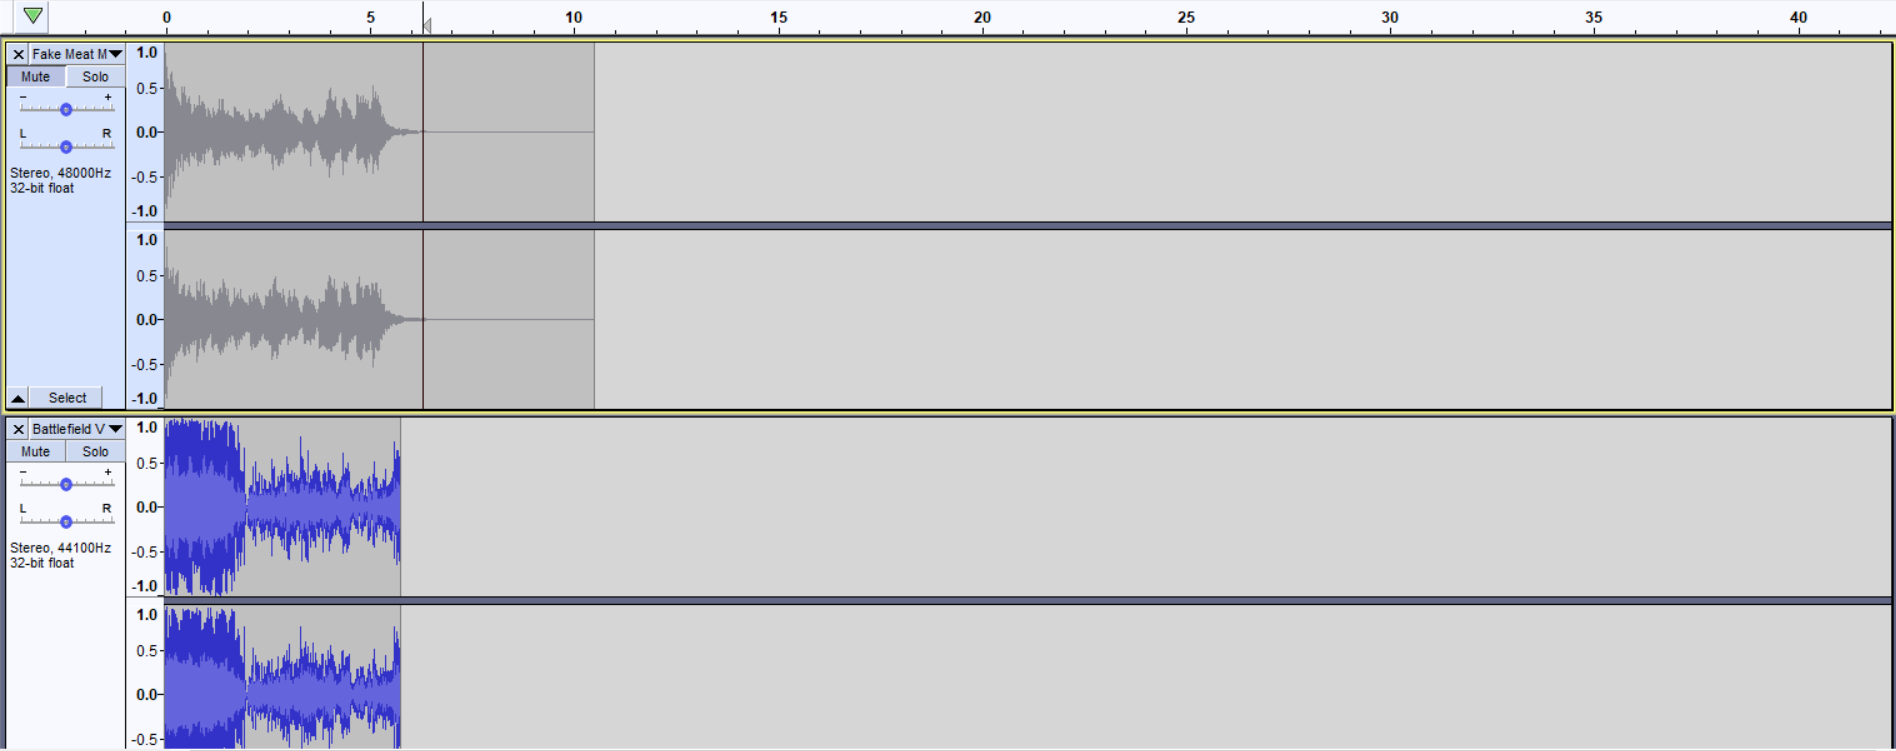 0 5 10 15 20 25 30 35 40
Fake Meat M
Mute Solo
- +
L R
Stereo, 48000Hz
32-bit float
Select
1.0
0.5
0.0
-0.5
-1.0
1.0
0.5
0.0
-0.5
-1.0
Battlefield V
Mute Solo
- +
L R
Stereo, 44100Hz
32-bit float
1.0
0.5
0.0
-0.5
-1.0
1.0
0.5
0.0
-0.5